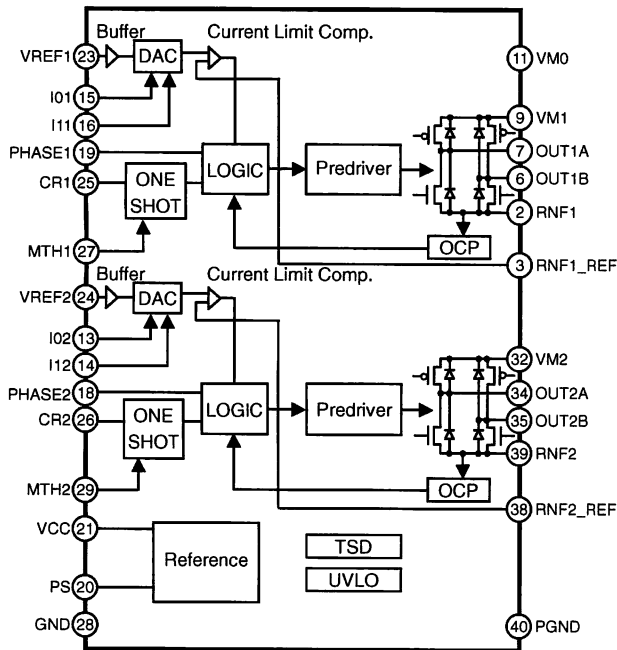 Buffer
Current Limit Comp.
VREF1 23
DAC
11 VM0
I01 15
I11 16
9 VM1
PHASE1 19
LOGIC
Predriver
7 OUT1A
CR1 25
ONE
SHOT
6 OUT1B
2 RNF1
MTH1 27
OCP
3 RNF1_REF
Buffer
Current Limit Comp.
VREF2 24
DAC
I02 13
I12 14
32 VM2
PHASE2 18
LOGIC
Predriver
34 OUT2A
CR2 26
ONE
SHOT
35 OUT2B
39 RNF2
MTH2 29
OCP
38 RNF2_REF
VCC 21
Reference
TSD
UVLO
PS 20
GND 28
40 PGND